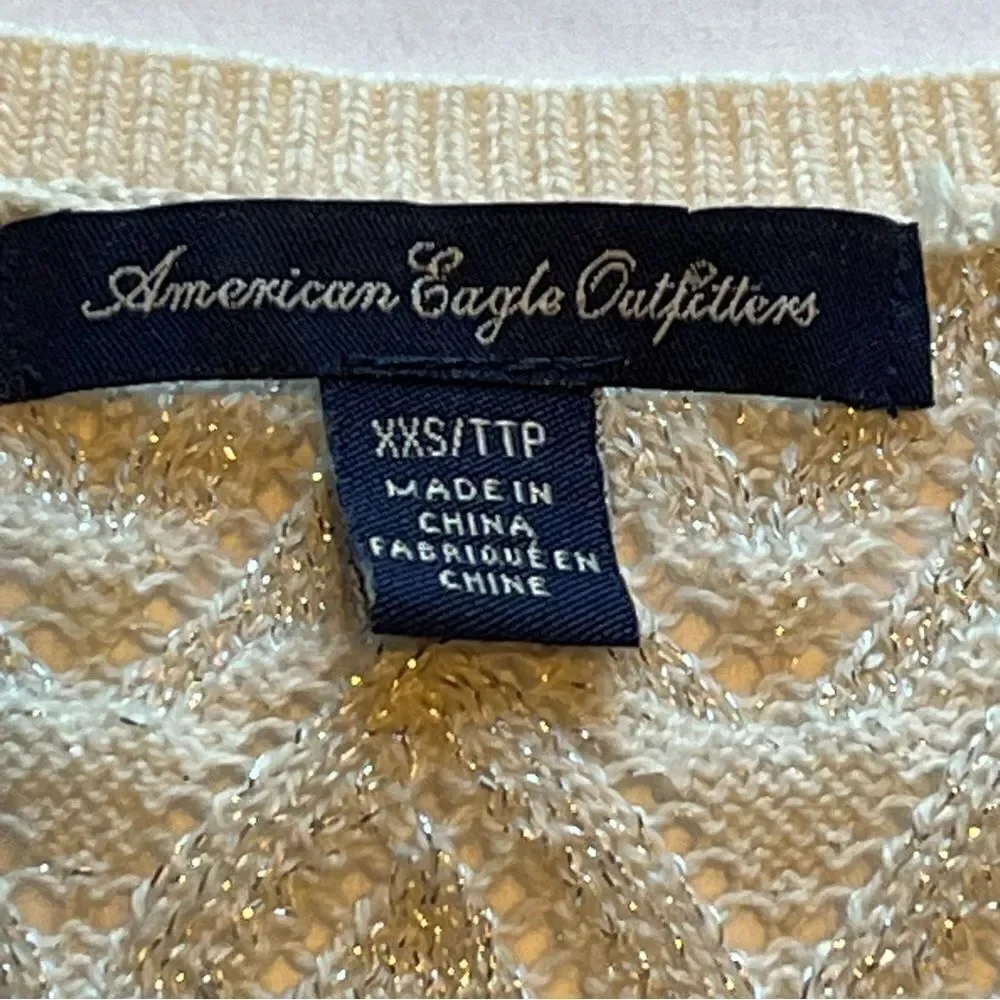 American Eagle Outfitters
XXS/TTP
MADE IN
CHINA
FABRIQUÉ EN
CHINE